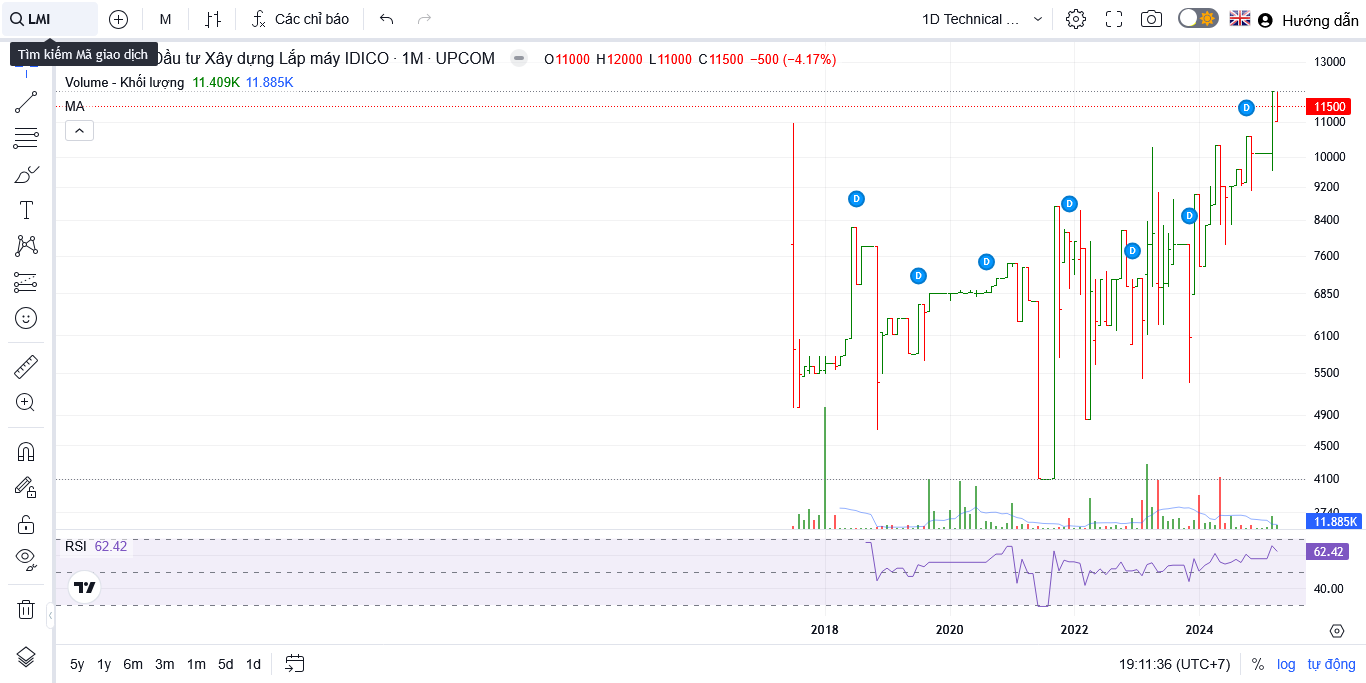 LMI M Các chỉ báo 1D Technical ... Hướng dẫn
Tìm kiếm Mã giao dịch
Đầu tư Xây dựng Lắp máy IDICO · 1M · UPCOM O11000 H12000 L11000 C11500 −500 (−4.17%)
Volume - Khối lượng 11.409K 11.885K
MA
13000
11500
11000
10000
9200
8400
7600
6850
6100
5500
4900
4500
4100
3740
11.885K
D
D
D
D
D
D
D
RSI 62.42
62.42
40.00
2018 2020 2022 2024
5y 1y 6m 3m 1m 5d 1d 19:11:36 (UTC+7) % log tự động